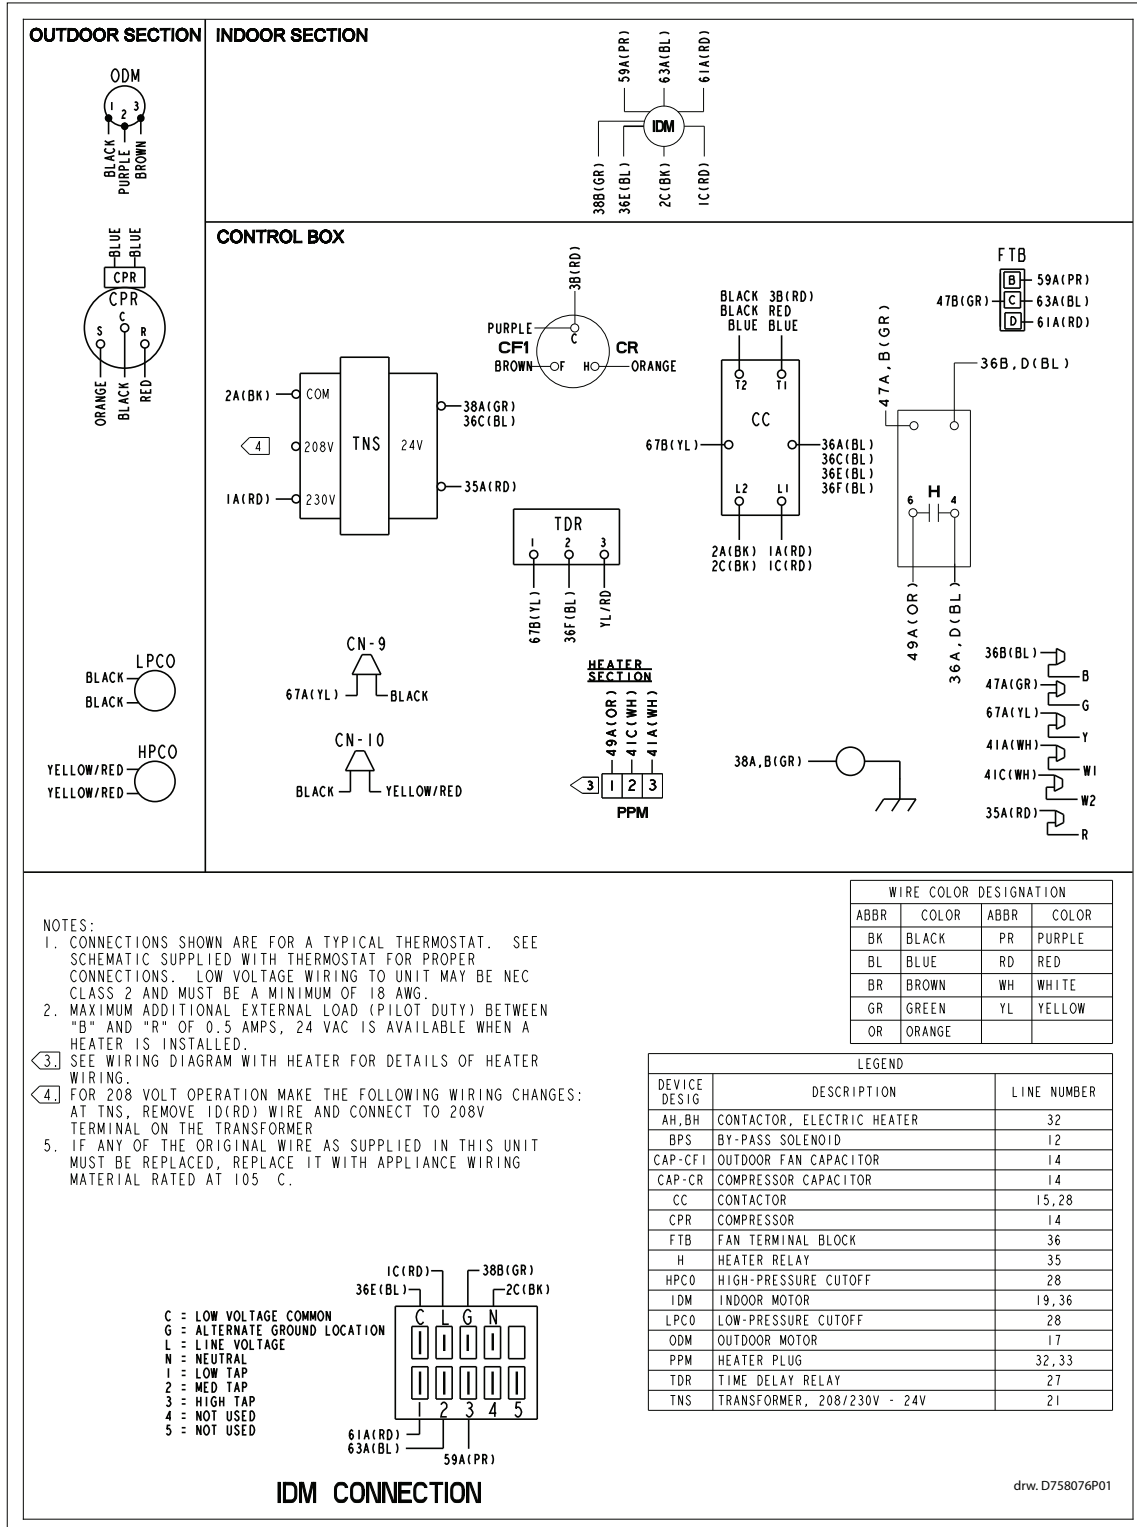 OUTDOOR SECTION
INDOOR SECTION
ODM
1 2 3
BLACK
PURPLE
BROWN
59A(PR)
63A(BL)
61A(RD)
IDM
38B(GR)
36E(BL)
2C(BK)
1C(RD)
BLUE
BLUE
CPR
CPR
C
S R
ORANGE
BLACK
RED
CONTROL BOX
3B(RD)
PURPLE
C
CF1 CR
BROWN F H ORANGE
2A(BK) COM
4 208V
1A(RD) 230V
TNS
24V
38A(GR)
36C(BL)
35A(RD)
BLACK 3B(RD)
BLACK RED
BLUE BLUE
T2 T1
CC
67B(YL)
36A(BL)
36C(BL)
36E(BL)
36F(BL)
L2 L1
2A(BK) 1A(RD)
2C(BK) 1C(RD)
FTB
B 59A(PR)
47B(GR) C 63A(BL)
D 61A(RD)
47A,B(GR)
36B,D(BL)
H
6 4
49A(OR)
36A,D(BL)
TDR
1 2 3
67B(YL)
36F(BL)
YL/RD
LPCO
BLACK
BLACK
HPCO
YELLOW/RED
YELLOW/RED
CN-9
67A(YL) BLACK
CN-10
BLACK YELLOW/RED
HEATER
SECTION
49A(OR)
41C(WH)
41A(WH)
3 1 2 3
PPM
38A,B(GR)
36B(BL)
B
47A(GR)
G
67A(YL)
Y
41A(WH)
W1
41C(WH)
W2
35A(RD)
R
NOTES:
1. CONNECTIONS SHOWN ARE FOR A TYPICAL THERMOSTAT. SEE
SCHEMATIC SUPPLIED WITH THERMOSTAT FOR PROPER
CONNECTIONS. LOW VOLTAGE WIRING TO UNIT MAY BE NEC
CLASS 2 AND MUST BE A MINIMUM OF 18 AWG.
2. MAXIMUM ADDITIONAL EXTERNAL LOAD (PILOT DUTY) BETWEEN
"B" AND "R" OF 0.5 AMPS, 24 VAC IS AVAILABLE WHEN A
HEATER IS INSTALLED.
3. SEE WIRING DIAGRAM WITH HEATER FOR DETAILS OF HEATER
WIRING.
4. FOR 208 VOLT OPERATION MAKE THE FOLLOWING WIRING CHANGES:
AT TNS, REMOVE 1D(RD) WIRE AND CONNECT TO 208V
TERMINAL ON THE TRANSFORMER
5. IF ANY OF THE ORIGINAL WIRE AS SUPPLIED IN THIS UNIT
MUST BE REPLACED, REPLACE IT WITH APPLIANCE WIRING
MATERIAL RATED AT 105 C.
WIRE COLOR DESIGNATION
ABBR COLOR ABBR COLOR
BK BLACK PR PURPLE
BL BLUE RD RED
BR BROWN WH WHITE
GR GREEN YL YELLOW
OR ORANGE
LEGEND
DEVICE
DESIG DESCRIPTION LINE NUMBER
AH,BH CONTACTOR, ELECTRIC HEATER 32
BPS BY-PASS SOLENOID 12
CAP-CF1 OUTDOOR FAN CAPACITOR 14
CAP-CR COMPRESSOR CAPACITOR 14
CC CONTACTOR 15,28
CPR COMPRESSOR 14
FTB FAN TERMINAL BLOCK 36
H HEATER RELAY 35
HPCO HIGH-PRESSURE CUTOFF 28
IDM INDOOR MOTOR 19,36
LPCO LOW-PRESSURE CUTOFF 28
ODM OUTDOOR MOTOR 17
PPM HEATER PLUG 32,33
TDR TIME DELAY RELAY 27
TNS TRANSFORMER, 208/230V - 24V 21
C = LOW VOLTAGE COMMON
G = ALTERNATE GROUND LOCATION
L = LINE VOLTAGE
N = NEUTRAL
1 = LOW TAP
2 = MED TAP
3 = HIGH TAP
4 = NOT USED
5 = NOT USED
1C(RD) 38B(GR)
36E(BL) 2C(BK)
C L G N
1 2 3 4 5
61A(RD)
63A(BL)
59A(PR)
IDM CONNECTION
drw. D758076P01